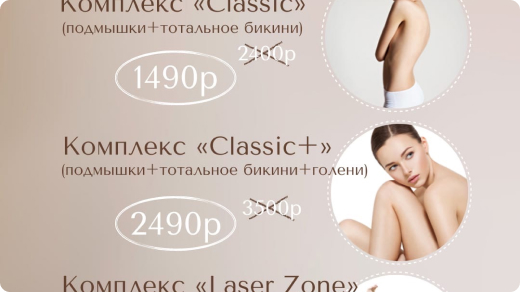 Комплекс «Classic»
(подмышки+тотальное бикини)
2400р
1490р
Комплекс «Classic+»
(подмышки+тотальное бикини+голени)
3500р
2490р
Комплекс «Laser Zone»